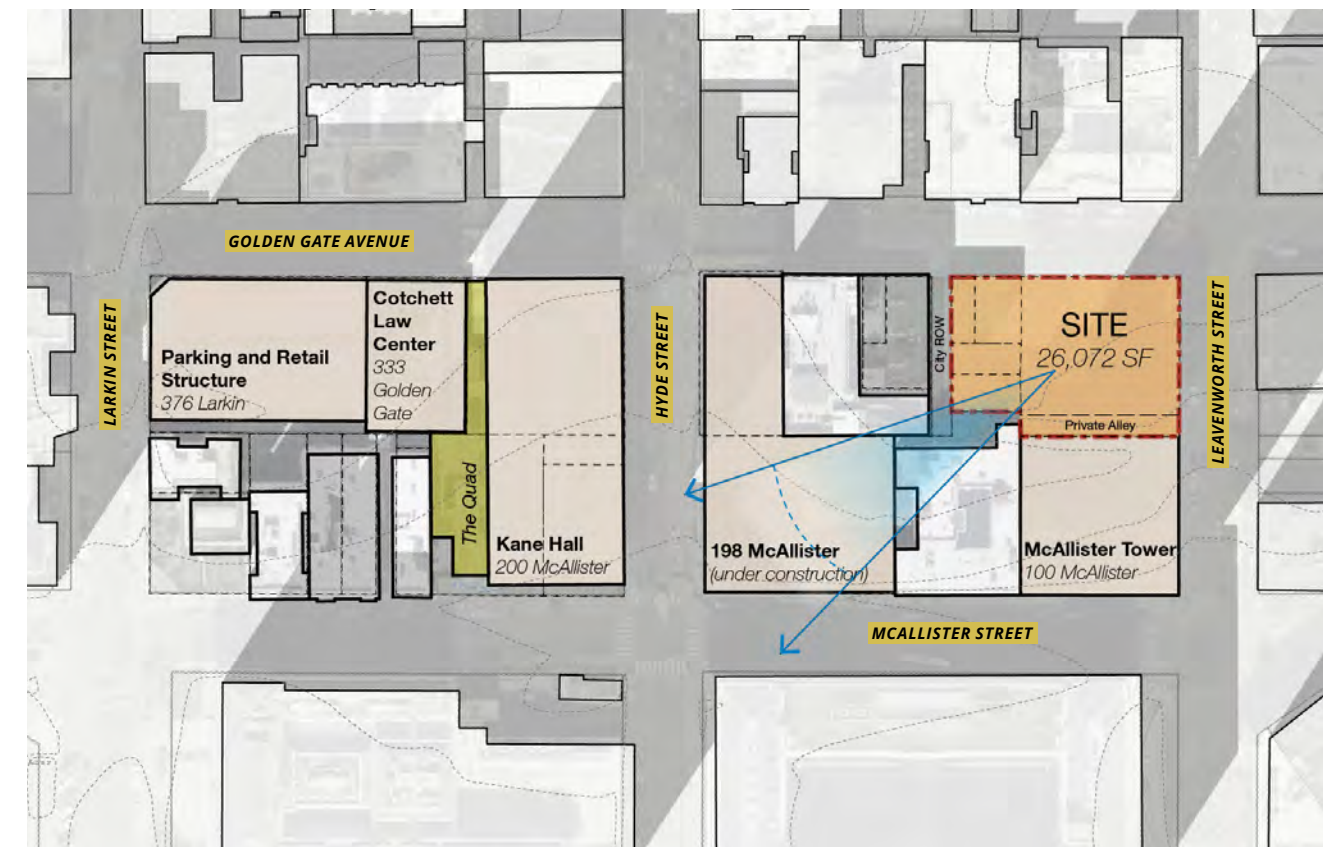 GOLDEN GATE AVENUE
LARKIN STREET
Parking and Retail
Structure
376 Larkin
Cotchett
Law
Center
333
Golden
Gate
The Quad
Kane Hall
200 McAllister
HYDE STREET
City ROW
SITE
26,072 SF
Private Alley
LEAVENWORTH STREET
198 McAllister
(under construction)
McAllister Tower
100 McAllister
MCALLISTER STREET